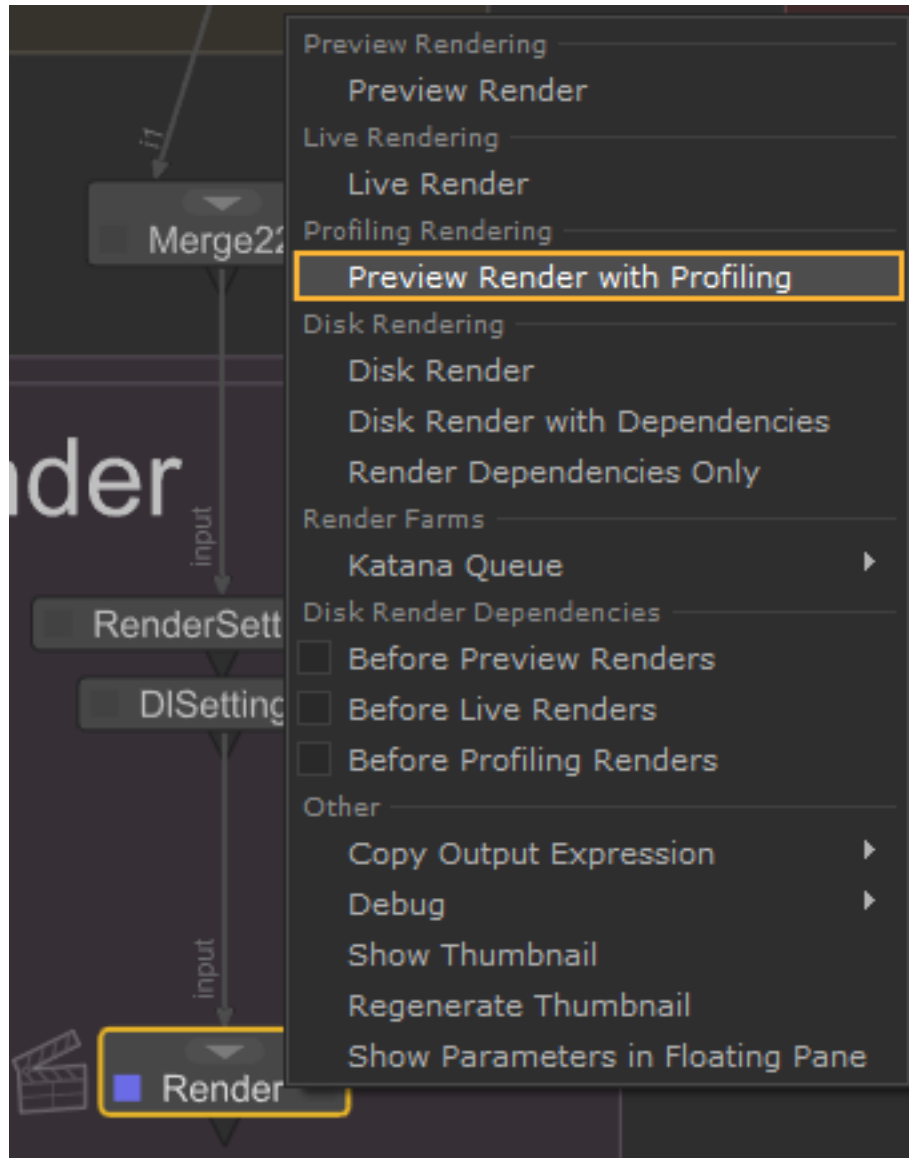 Preview Rendering
Preview Render
Live Rendering
Live Render
Profiling Rendering
Preview Render with Profiling
Disk Rendering
Disk Render
Disk Render with Dependencies
Render Dependencies Only
Render Farms
Katana Queue
Disk Render Dependencies
Before Preview Renders
Before Live Renders
Before Profiling Renders
Other
Copy Output Expression
Debug
Show Thumbnail
Regenerate Thumbnail
Show Parameters in Floating Pane
i1
Merge22
nder
input
RenderSett
DlSetting
input
Render